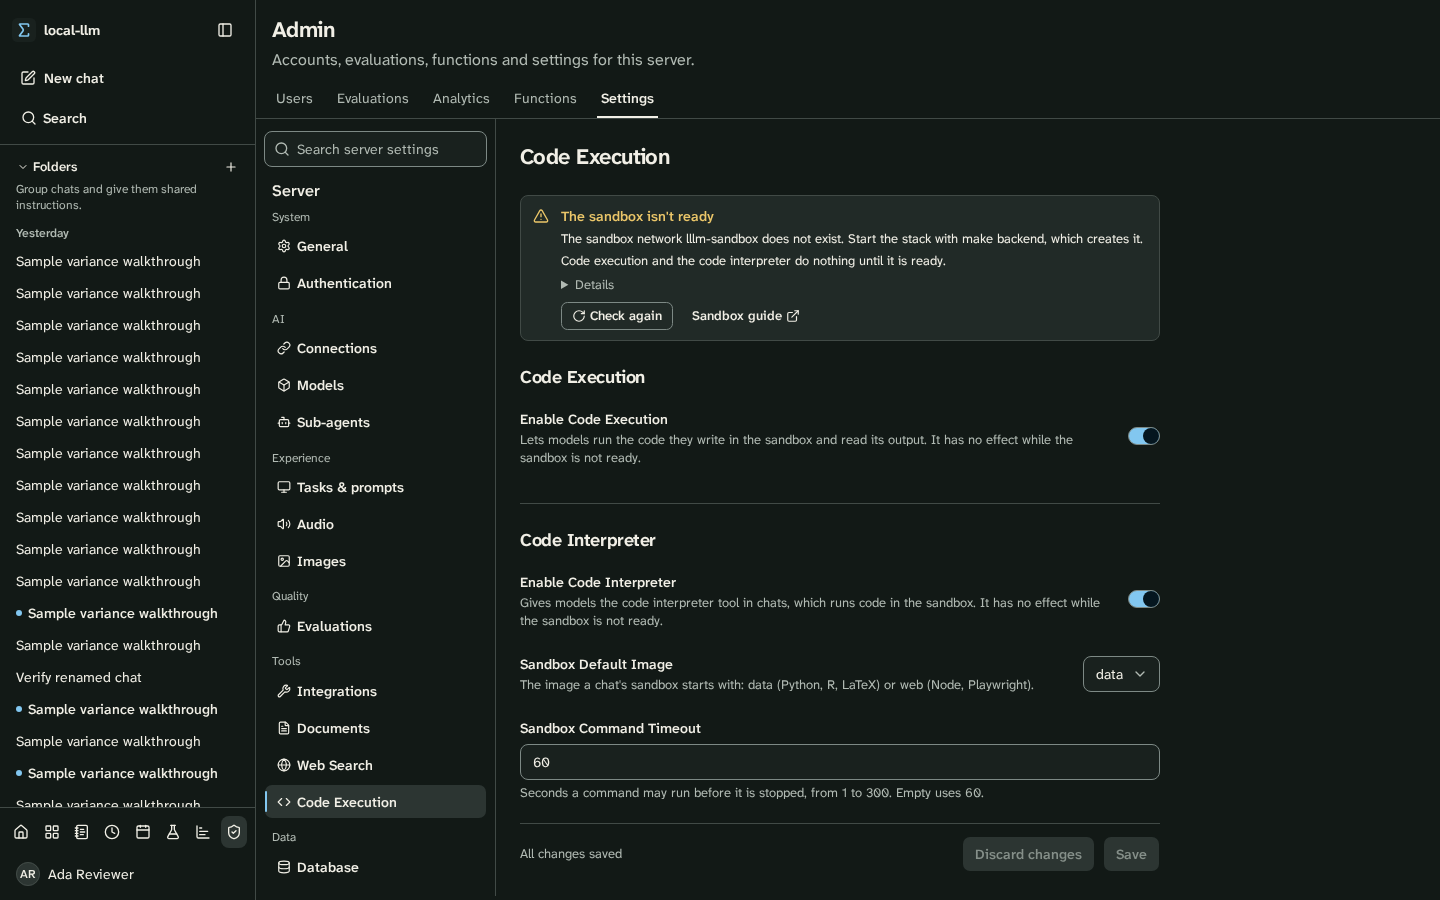 local-llm
New chat
Search
Folders
Group chats and give them shared
instructions.
Yesterday
Sample variance walkthrough
Sample variance walkthrough
Sample variance walkthrough
Sample variance walkthrough
Sample variance walkthrough
Sample variance walkthrough
Sample variance walkthrough
Sample variance walkthrough
Sample variance walkthrough
Sample variance walkthrough
Sample variance walkthrough
Sample variance walkthrough
Sample variance walkthrough
Verify renamed chat
Sample variance walkthrough
Sample variance walkthrough
Sample variance walkthrough
Sample variance walkthrough
AR Ada Reviewer
Admin
Accounts, evaluations, functions and settings for this server.
Users Evaluations Analytics Functions Settings
Search server settings
Server
System
General
Authentication
AI
Connections
Models
Sub-agents
Experience
Tasks & prompts
Audio
Images
Quality
Evaluations
Tools
Integrations
Documents
Web Search
Code Execution
Data
Database
Code Execution
The sandbox isn't ready
The sandbox network lllm-sandbox does not exist. Start the stack with make backend, which creates it.
Code execution and the code interpreter do nothing until it is ready.
Details
Check again Sandbox guide
Code Execution
Enable Code Execution
Lets models run the code they write in the sandbox and read its output. It has no effect while the
sandbox is not ready.
Code Interpreter
Enable Code Interpreter
Gives models the code interpreter tool in chats, which runs code in the sandbox. It has no effect while
the sandbox is not ready.
Sandbox Default Image
The image a chat's sandbox starts with: data (Python, R, LaTeX) or web (Node, Playwright).
data
Sandbox Command Timeout
60
Seconds a command may run before it is stopped, from 1 to 300. Empty uses 60.
All changes saved
Discard changes Save